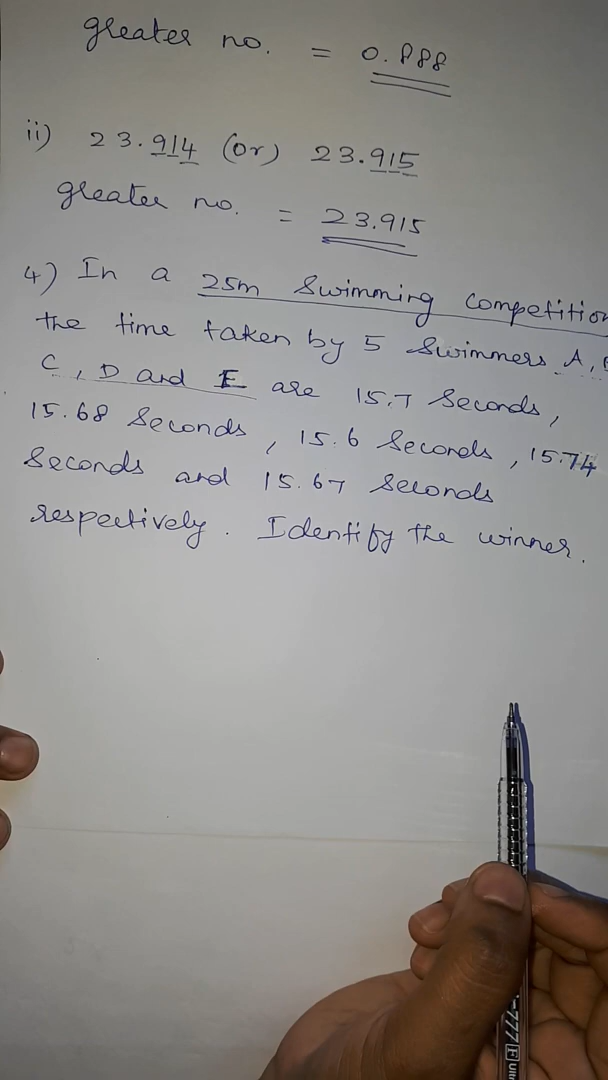 greater no. = 0.888
ii) 23.914 (or) 23.915
greater no. = 23.915
4) In a 25m Swimming Competition
the time taken by 5 Swimmers A,
C, D and E are 15.7 Seconds,
15.68 Seconds, 15.6 Seconds, 15.74
Seconds and 15.67 Seconds
respectively. Identify the winner.
-777